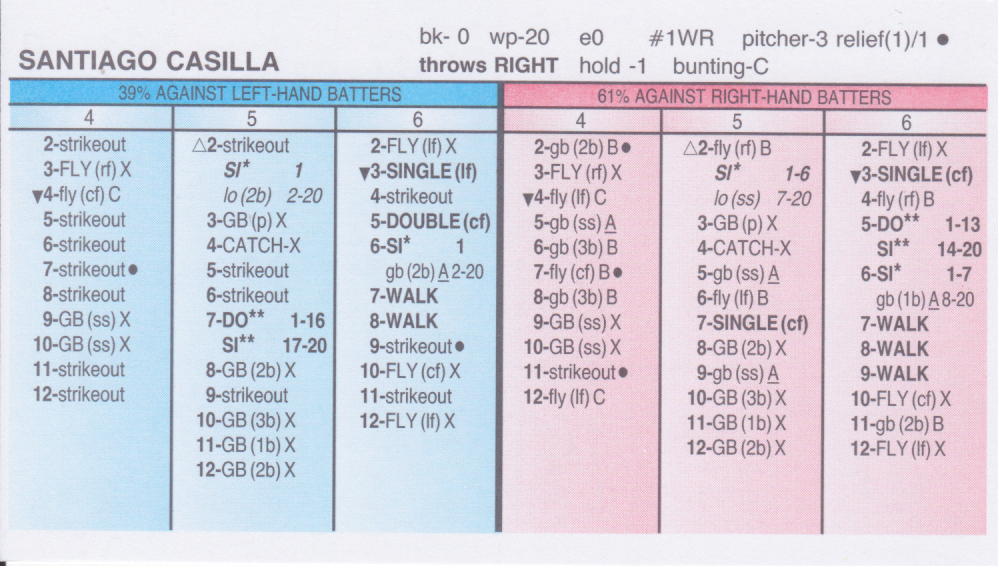 bk- 0 wp-20 e0 #1WR pitcher-3 relief(1)/1 ●
SANTIAGO CASILLA
throws RIGHT hold -1 bunting-C
39% AGAINST LEFT-HAND BATTERS
4
2-strikeout
3-FLY (rf) X
▼4-fly (cf) C
5-strikeout
6-strikeout
7-strikeout●
8-strikeout
9-GB (ss) X
10-GB (ss) X
11-strikeout
12-strikeout
5
△2-strikeout
SI* 1
lo (2b) 2-20
3-GB (p) X
4-CATCH-X
5-strikeout
6-strikeout
7-DO** 1-16
SI** 17-20
8-GB (2b) X
9-strikeout
10-GB (3b) X
11-GB (1b) X
12-GB (2b) X
6
2-FLY (lf) X
▼3-SINGLE (lf)
4-strikeout
5-DOUBLE (cf)
6-SI* 1
gb (2b) A 2-20
7-WALK
8-WALK
9-strikeout●
10-FLY (cf) X
11-strikeout
12-FLY (lf) X
61% AGAINST RIGHT-HAND BATTERS
4
2-gb (2b) B●
3-FLY (rf) X
▼4-fly (lf) C
5-gb (ss) A
6-gb (3b) B
7-fly (cf) B●
8-gb (3b) B
9-GB (ss) X
10-GB (ss) X
11-strikeout●
12-fly (lf) C
5
△2-fly (rf) B
SI* 1-6
lo (ss) 7-20
3-GB (p) X
4-CATCH-X
5-gb (ss) A
6-fly (lf) B
7-SINGLE (cf)
8-GB (2b) X
9-gb (ss) A
10-GB (3b) X
11-GB (1b) X
12-GB (2b) X
6
2-FLY (lf) X
▼3-SINGLE (cf)
4-fly (rf) B
5-DO** 1-13
SI** 14-20
6-SI* 1-7
gb (1b) A 8-20
7-WALK
8-WALK
9-WALK
10-FLY (cf) X
11-gb (2b) B
12-FLY (lf) X